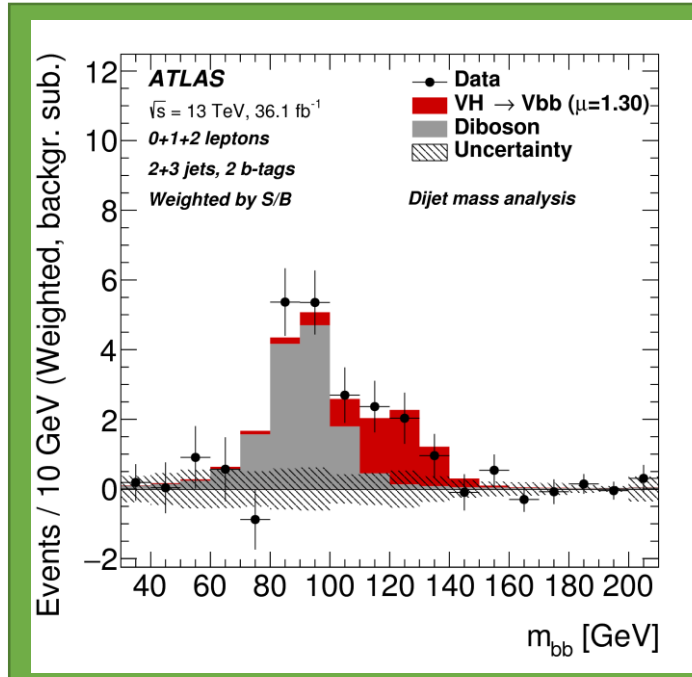 ATLAS
√s = 13 TeV, 36.1 fb⁻¹
0+1+2 leptons
2+3 jets, 2 b-tags
Weighted by S/B
Data
VH → Vbb (μ=1.30)
Diboson
Uncertainty
Dijet mass analysis
Events / 10 GeV (Weighted, backgr. sub.)
12
10
8
6
4
2
0
−2
40 60 80 100 120 140 160 180 200
m_bb [GeV]